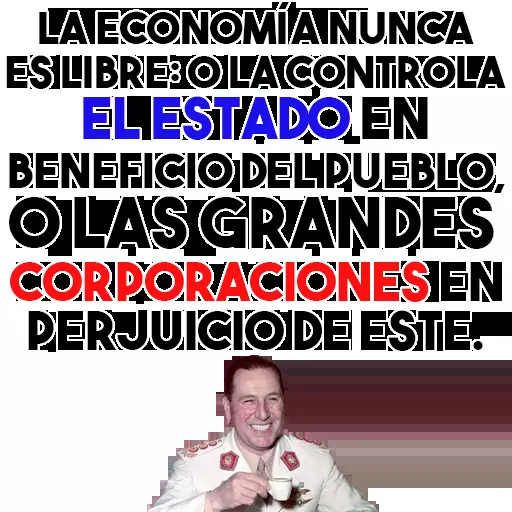 LA ECONOMÍA NUNCA
ES LIBRE: O LA CONTROLA
EL ESTADO EN
BENEFICIO DEL PUEBLO,
O LAS GRANDES
CORPORACIONES EN
PERJUICIO DE ESTE.